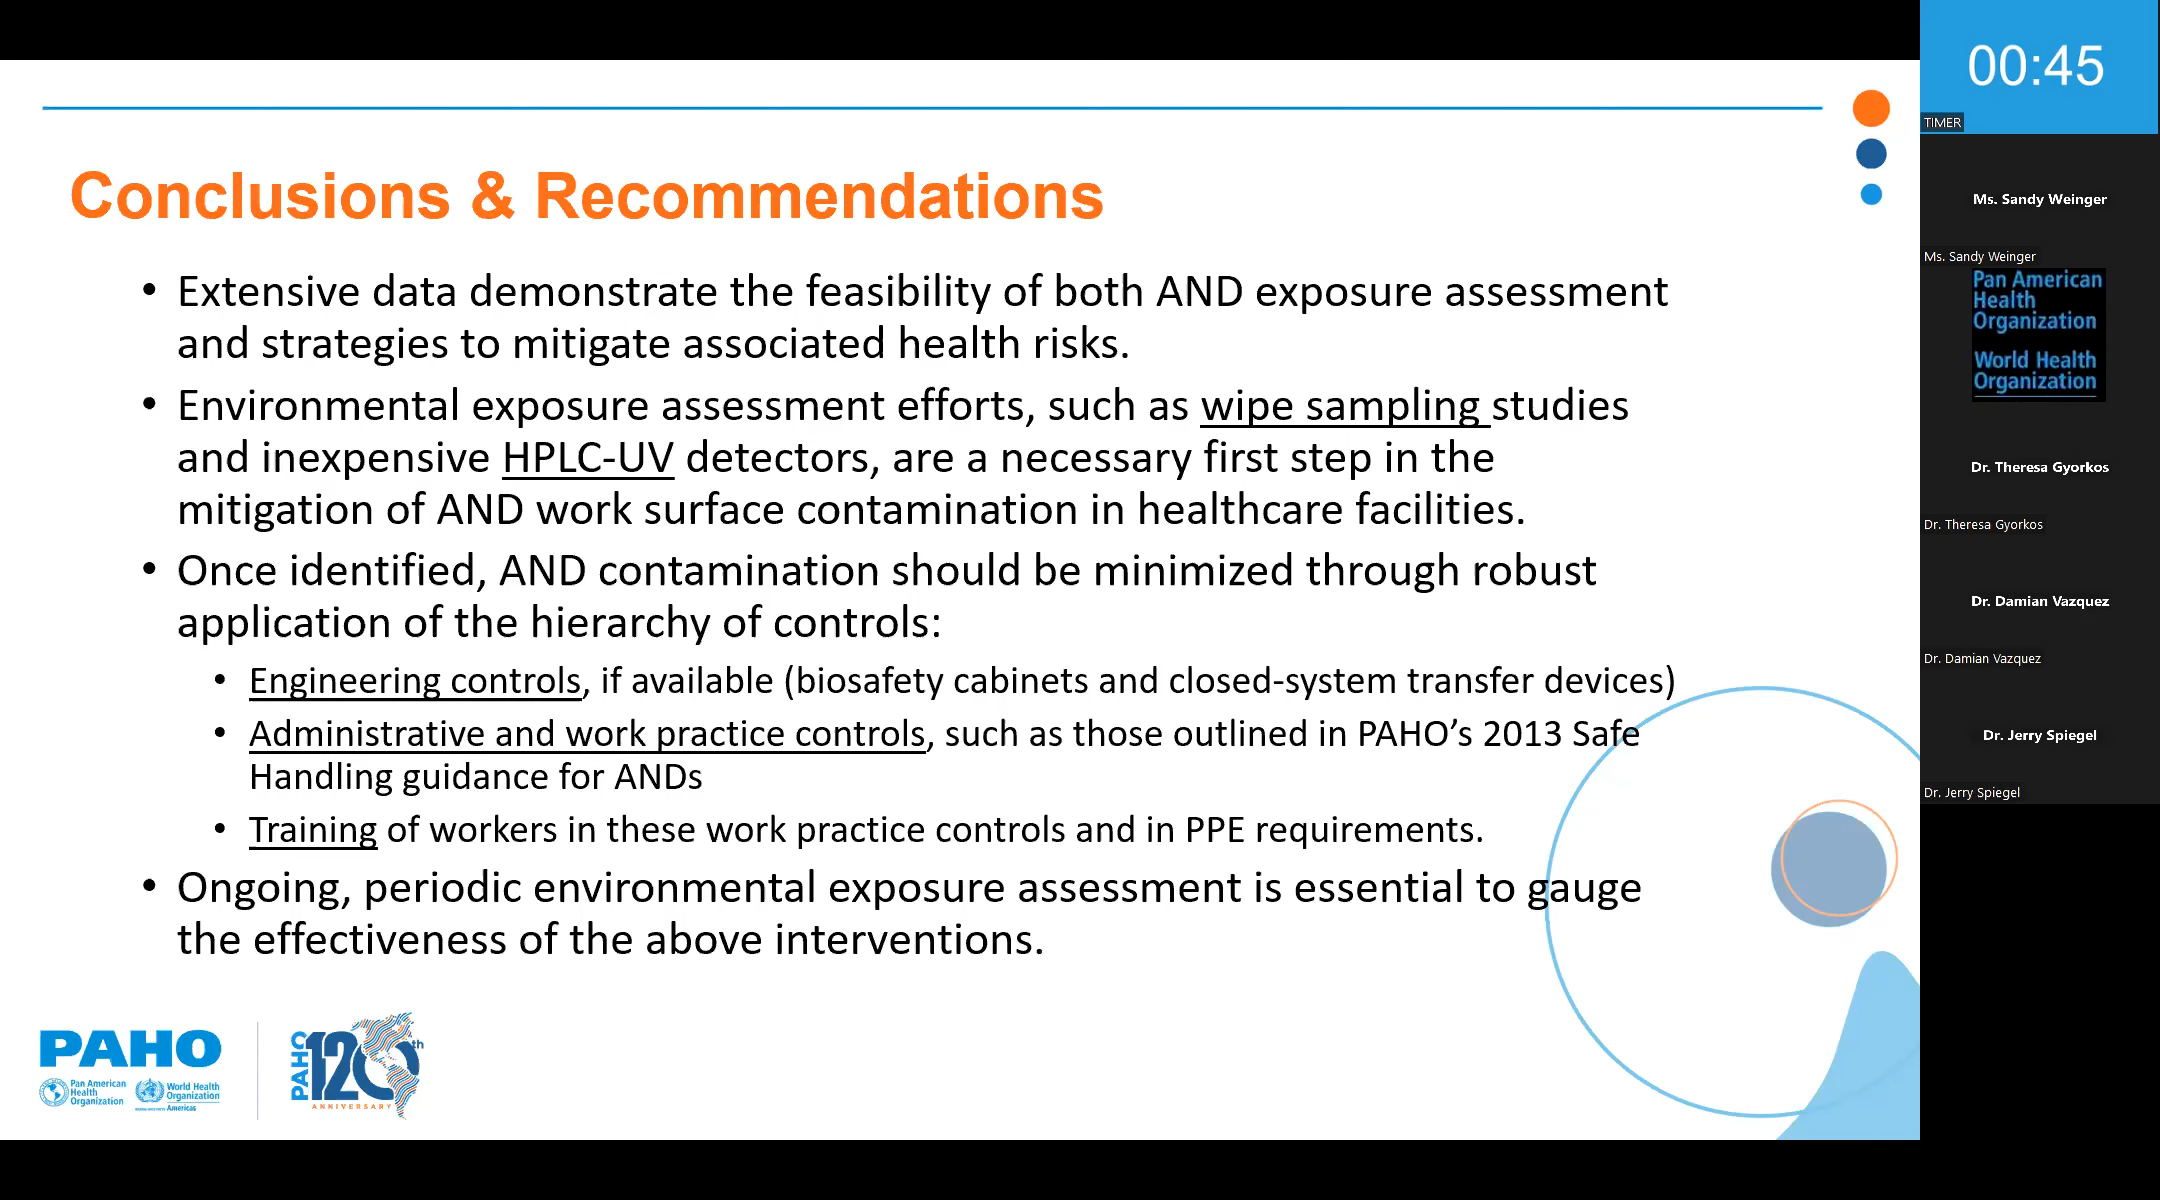 Conclusions & Recommendations
• Extensive data demonstrate the feasibility of both AND exposure assessment
and strategies to mitigate associated health risks.
• Environmental exposure assessment efforts, such as wipe sampling studies
and inexpensive HPLC-UV detectors, are a necessary first step in the
mitigation of AND work surface contamination in healthcare facilities.
• Once identified, AND contamination should be minimized through robust
application of the hierarchy of controls:
• Engineering controls, if available (biosafety cabinets and closed-system transfer devices)
• Administrative and work practice controls, such as those outlined in PAHO’s 2013 Safe
Handling guidance for ANDs
• Training of workers in these work practice controls and in PPE requirements.
• Ongoing, periodic environmental exposure assessment is essential to gauge
the effectiveness of the above interventions.
PAHO
Pan American
Health
Organization
World Health
Organization
Americas
PAHO
120th
ANNIVERSARY
00:45
TIMER
Ms. Sandy Weinger
Ms. Sandy Weinger
Pan American
Health
Organization
World Health
Organization
Dr. Theresa Gyorkos
Dr. Theresa Gyorkos
Dr. Damian Vazquez
Dr. Damian Vazquez
Dr. Jerry Spiegel
Dr. Jerry Spiegel